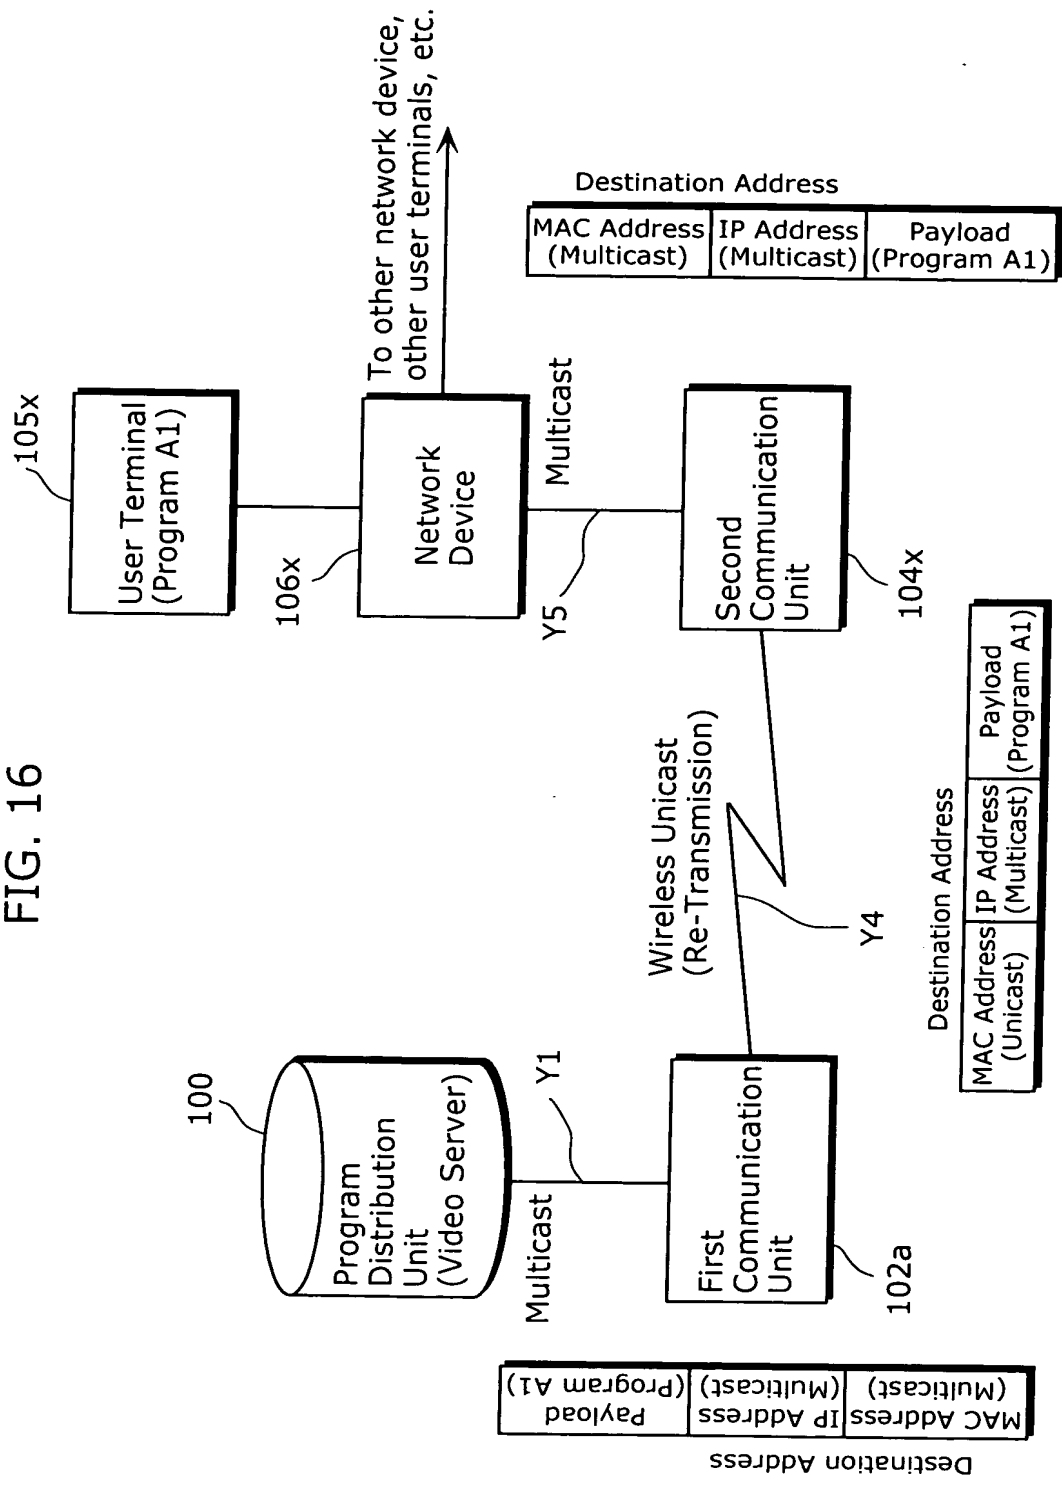 FIG. 16
100
Program
Distribution
Unit
(Video Server)
Multicast
Y1
First
Communication
Unit
102a
Destination Address
MAC Address
(Multicast)
IP Address
(Multicast)
Payload
(Program A1)
Wireless Unicast
(Re-Transmission)
Y4
Destination Address
MAC Address
(Unicast)
IP Address
(Multicast)
Payload
(Program A1)
105x
User Terminal
(Program A1)
106x
Network
Device
To other network device,
other user terminals, etc.
Y5
Multicast
Second
Communication
Unit
104x
Destination Address
MAC Address
(Multicast)
IP Address
(Multicast)
Payload
(Program A1)